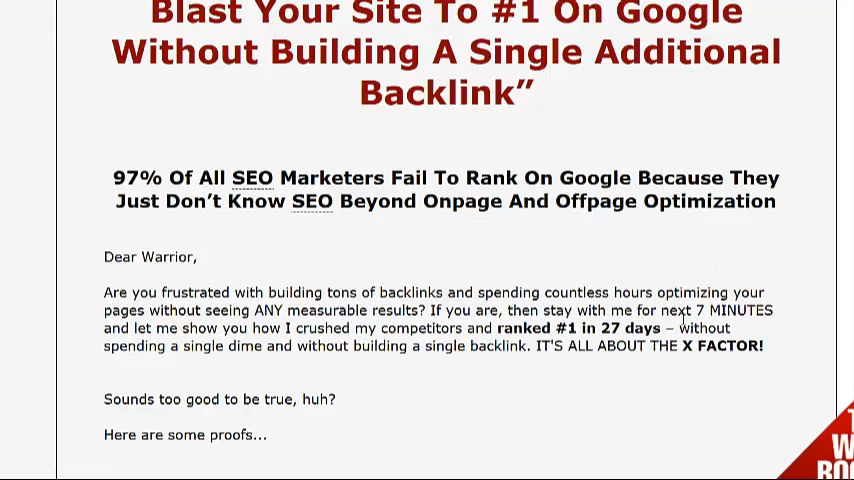 Blast Your Site To #1 On Google
Without Building A Single Additional
Backlink”
97% Of All SEO Marketers Fail To Rank On Google Because They
Just Don’t Know SEO Beyond Onpage And Offpage Optimization
Dear Warrior,
Are you frustrated with building tons of backlinks and spending countless hours optimizing your
pages without seeing ANY measurable results? If you are, then stay with me for next 7 MINUTES
and let me show you how I crushed my competitors and ranked #1 in 27 days – without
spending a single dime and without building a single backlink. IT'S ALL ABOUT THE X FACTOR!
Sounds too good to be true, huh?
Here are some proofs...